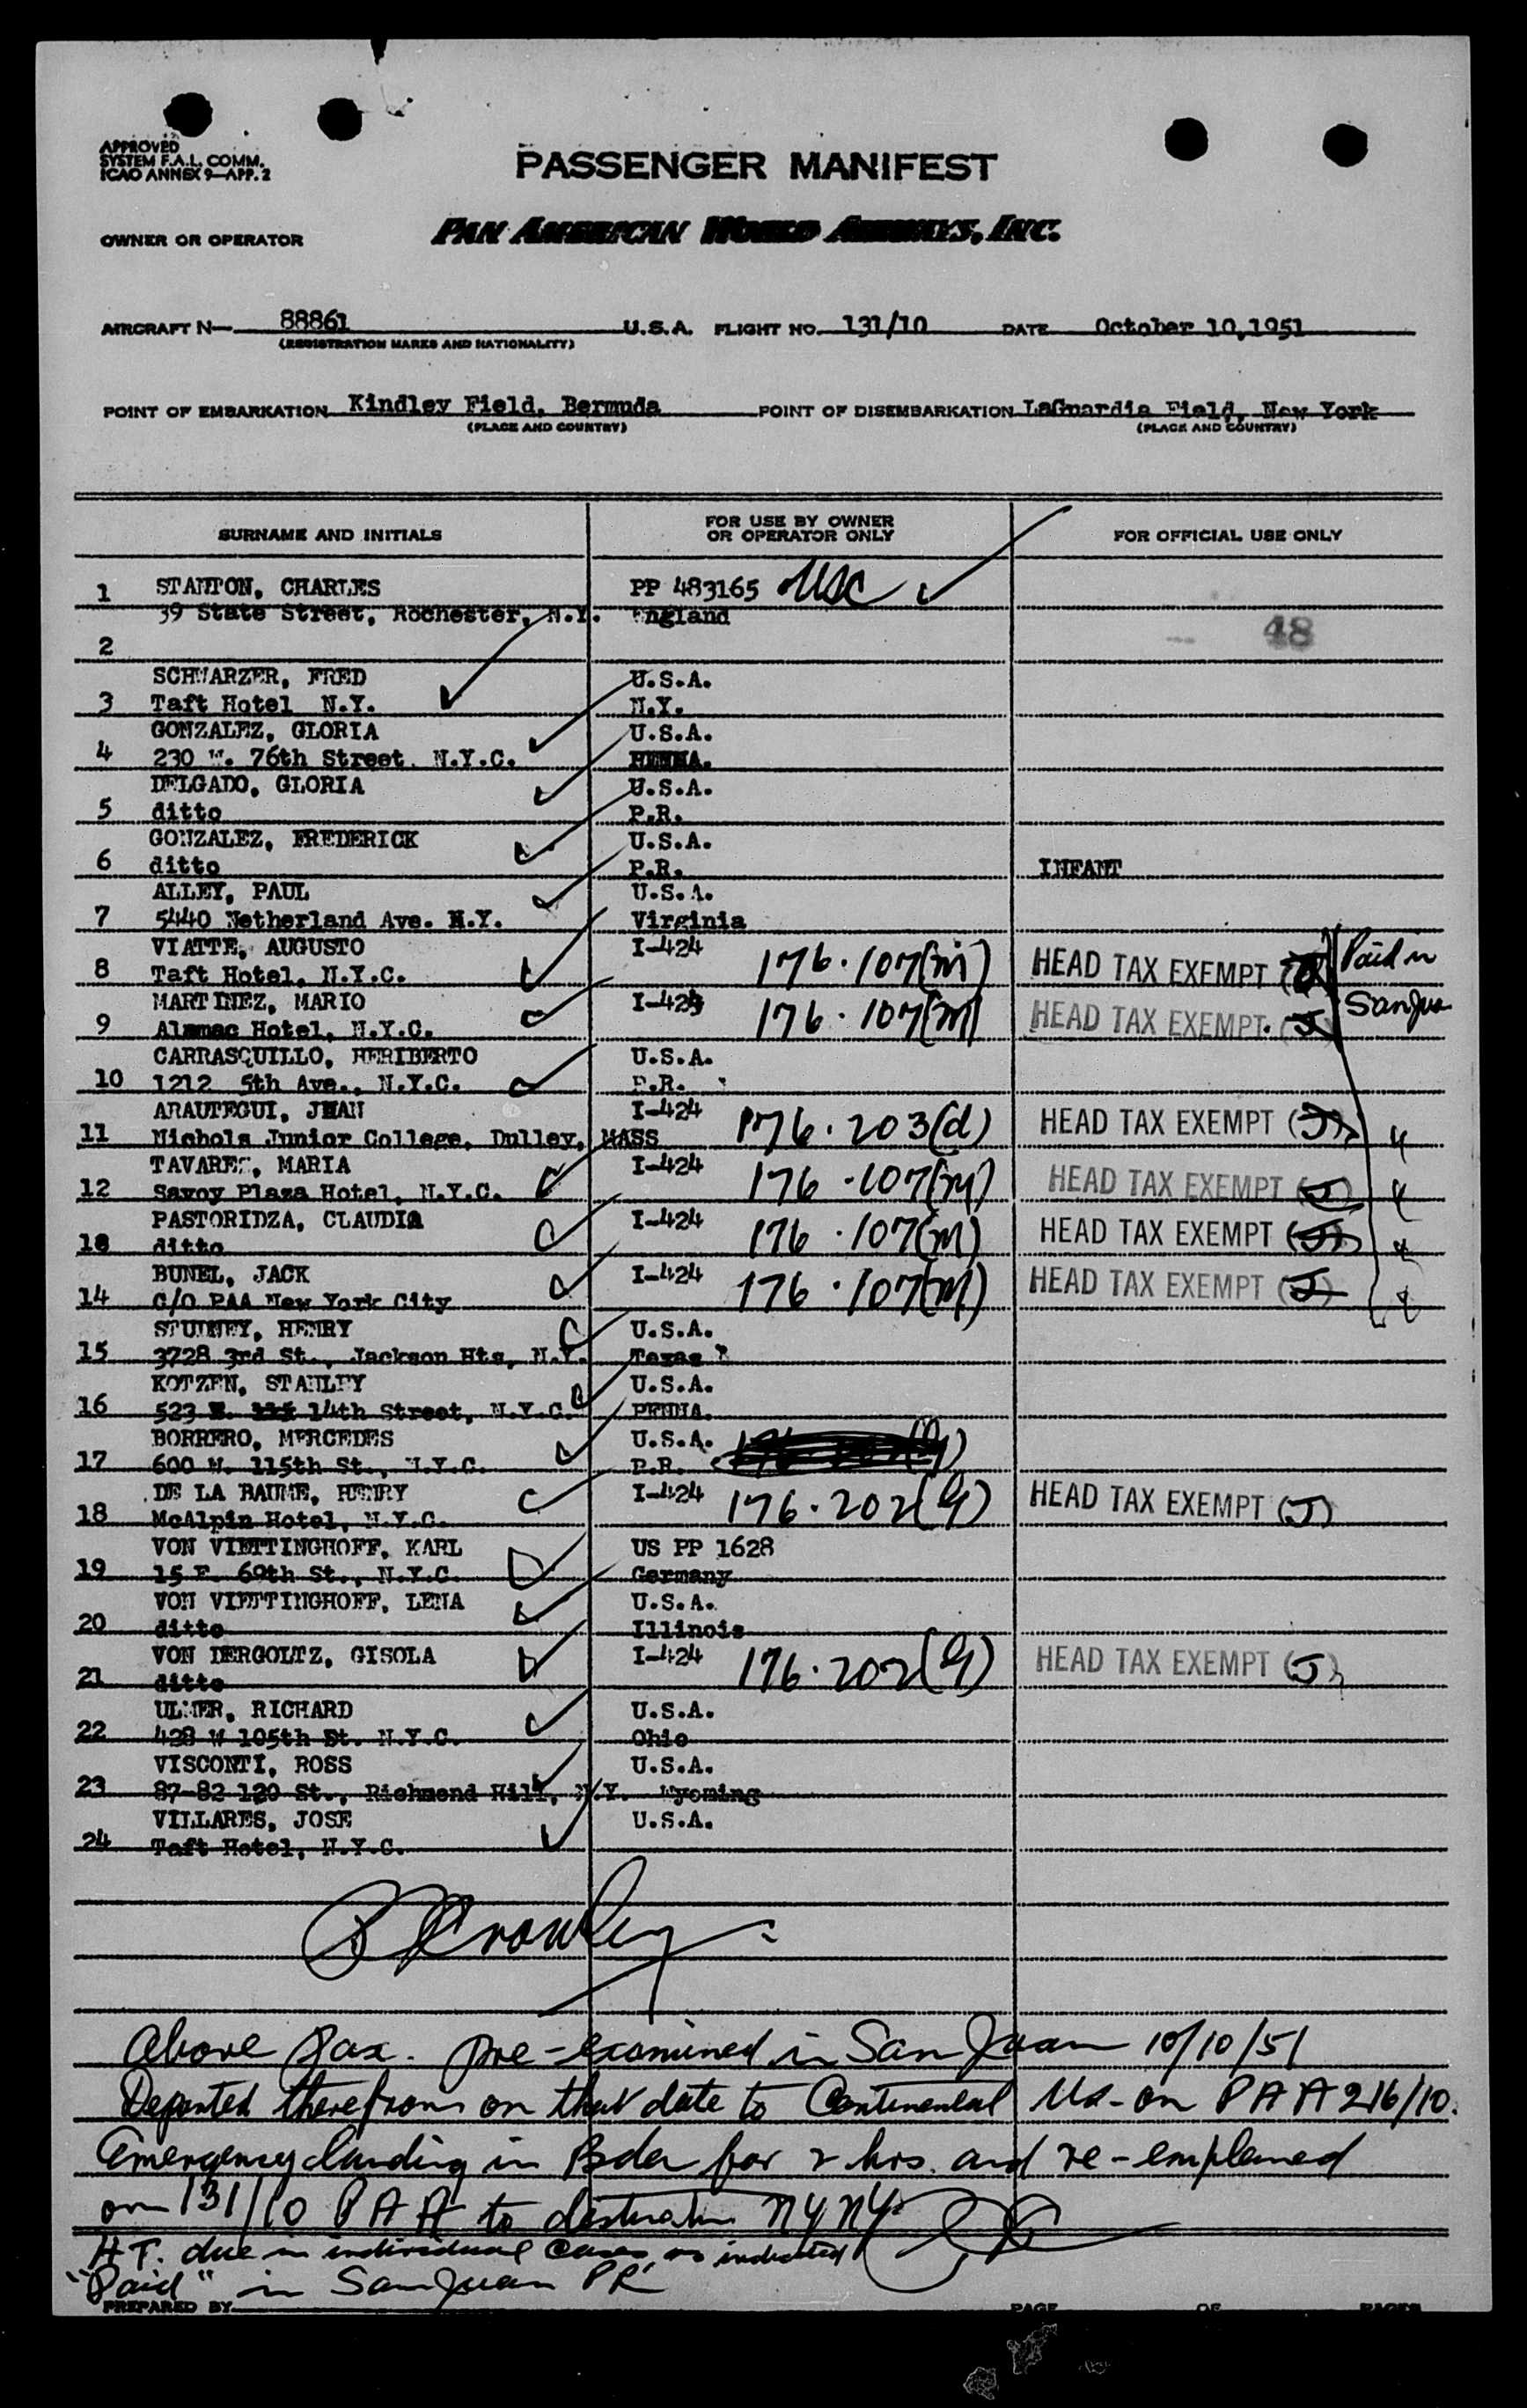 APPROVED
SYSTEM F.A.L. COMM.
ICAO ANNEX 9—APP. 2
PASSENGER MANIFEST
OWNER OR OPERATOR PAN AMERICAN WORLD AIRWAYS, INC.
AIRCRAFT N— 88861 U.S.A. FLIGHT NO. 131/10 DATE October 10,1951
(REGISTRATION MARKS AND NATIONALITY)
POINT OF EMBARKATION Kindley Field, Bermuda POINT OF DISEMBARKATION LaGuardia Field, New York
(PLACE AND COUNTRY) (PLACE AND COUNTRY)
SURNAME AND INITIALS FOR USE BY OWNER OR OPERATOR ONLY FOR OFFICIAL USE ONLY
STANTON, CHARLES PP 483165 USC
1
39 State Street, Rochester, N.Y. England
2 48
SCHWARZER, FRED U.S.A.
3 Taft Hotel N.Y. N.Y.
GONZALEZ, GLORIA U.S.A.
4 230 W. 76th Street N.Y.C.
DELGADO, GLORIA U.S.A.
5 ditto P.R.
GONZALEZ, FREDERICK U.S.A.
6 ditto P.R. INFANT
ALLEY, PAUL U.S.A.
7 5440 Netherland Ave. N.Y. Virginia
VIATTE, AUGUSTO I-424 176.107(m) HEAD TAX EXEMPT (J) Paid in
8 Taft Hotel, N.Y.C.
MARTINEZ, MARIO I-424 176.107(m) HEAD TAX EXEMPT (J) San Jua
9 Alamac Hotel, N.Y.C.
CARRASQUILLO, HERIBERTO U.S.A.
10 1212 5th Ave., N.Y.C. P.R.
ARAUTEGUI, JEAN I-424 176.203(d) HEAD TAX EXEMPT (J) "
11 Nichols Junior College, Dulley, MASS
TAVARES, MARIA I-424 176.107(m) HEAD TAX EXEMPT (J) "
12 Savoy Plaza Hotel, N.Y.C.
PASTORIDZA, CLAUDIA I-424 176.107(m) HEAD TAX EXEMPT (J) "
13 ditto
BUNEL, JACK I-424 176.107(m) HEAD TAX EXEMPT (J) "
14 C/O PAA New York City
STUDNEY, HENRY U.S.A.
15 3728 3rd St., Jackson Hts, N.Y. Texas
KOTZEN, STANLEY U.S.A.
16 523 E. 14th Street, N.Y.C. PENNA.
BORRERO, MERCEDES U.S.A.
17 600 W. 115th St., N.Y.C. P.R.
DE LA BAUME, HENRY I-424 176.202(g) HEAD TAX EXEMPT (J)
18 McAlpin Hotel, N.Y.C.
VON VIETTINGHOFF, KARL US PP 1628
19 15 E. 60th St., N.Y.C. Germany
VON VIETTINGHOFF, LENA U.S.A.
20 ditto Illinois
VON DERGOLTZ, GISOLA I-424 176.202(g) HEAD TAX EXEMPT (J)
21 ditto
ULMER, RICHARD U.S.A.
22 428 W 105th St. N.Y.C. Ohio
VISCONTI, ROSS U.S.A.
23 87-82 120 St., Richmond Hill, N.Y. Wyoming
VILLARES, JOSE U.S.A.
24 Taft Hotel, N.Y.C.
Crowley
Above Pax. pre-examined in San Juan 10/10/51
Departed therefrom on that date to Continental US on PAA 216/10.
Emergency landing in Bda for 2 hrs. and re-emplaned
on 131/10 PAA to destination NY NY
H.T. due in individual cases as indicated
"Paid" in San Juan PR
PREPARED BY PAGE OF PAGES